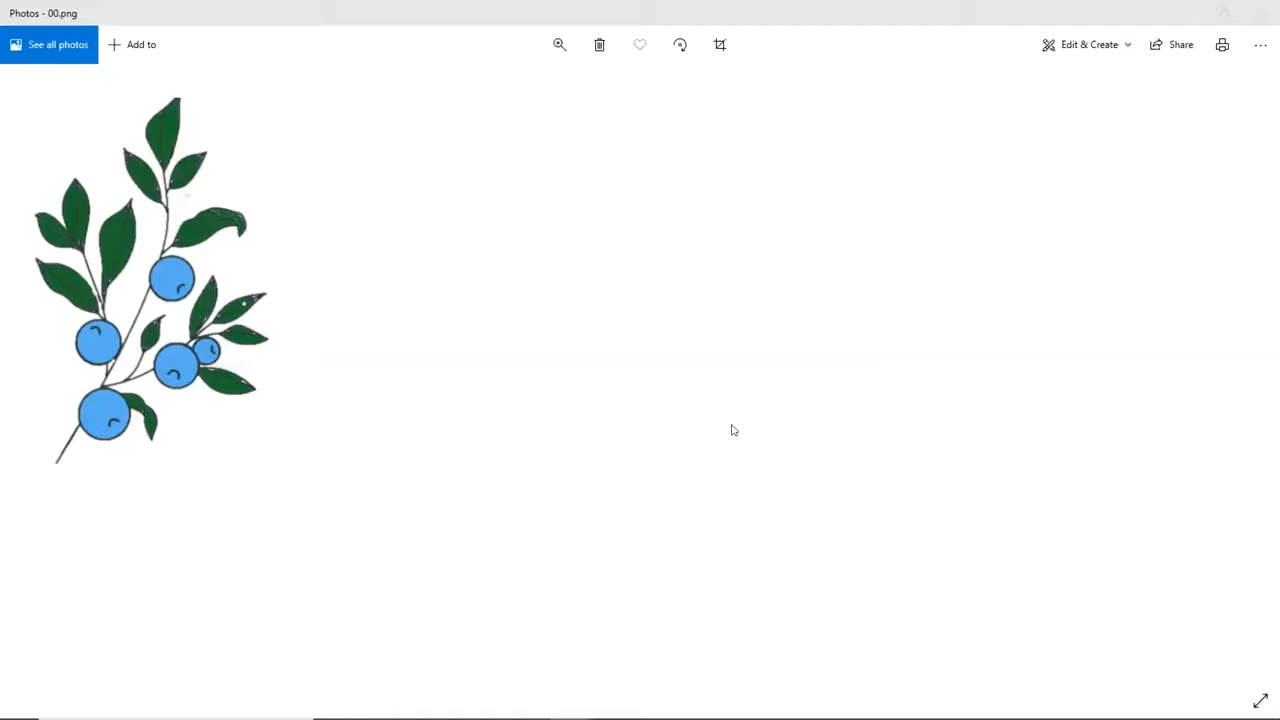 Photos - 00.png
See all photos
Add to
Edit & Create
Share